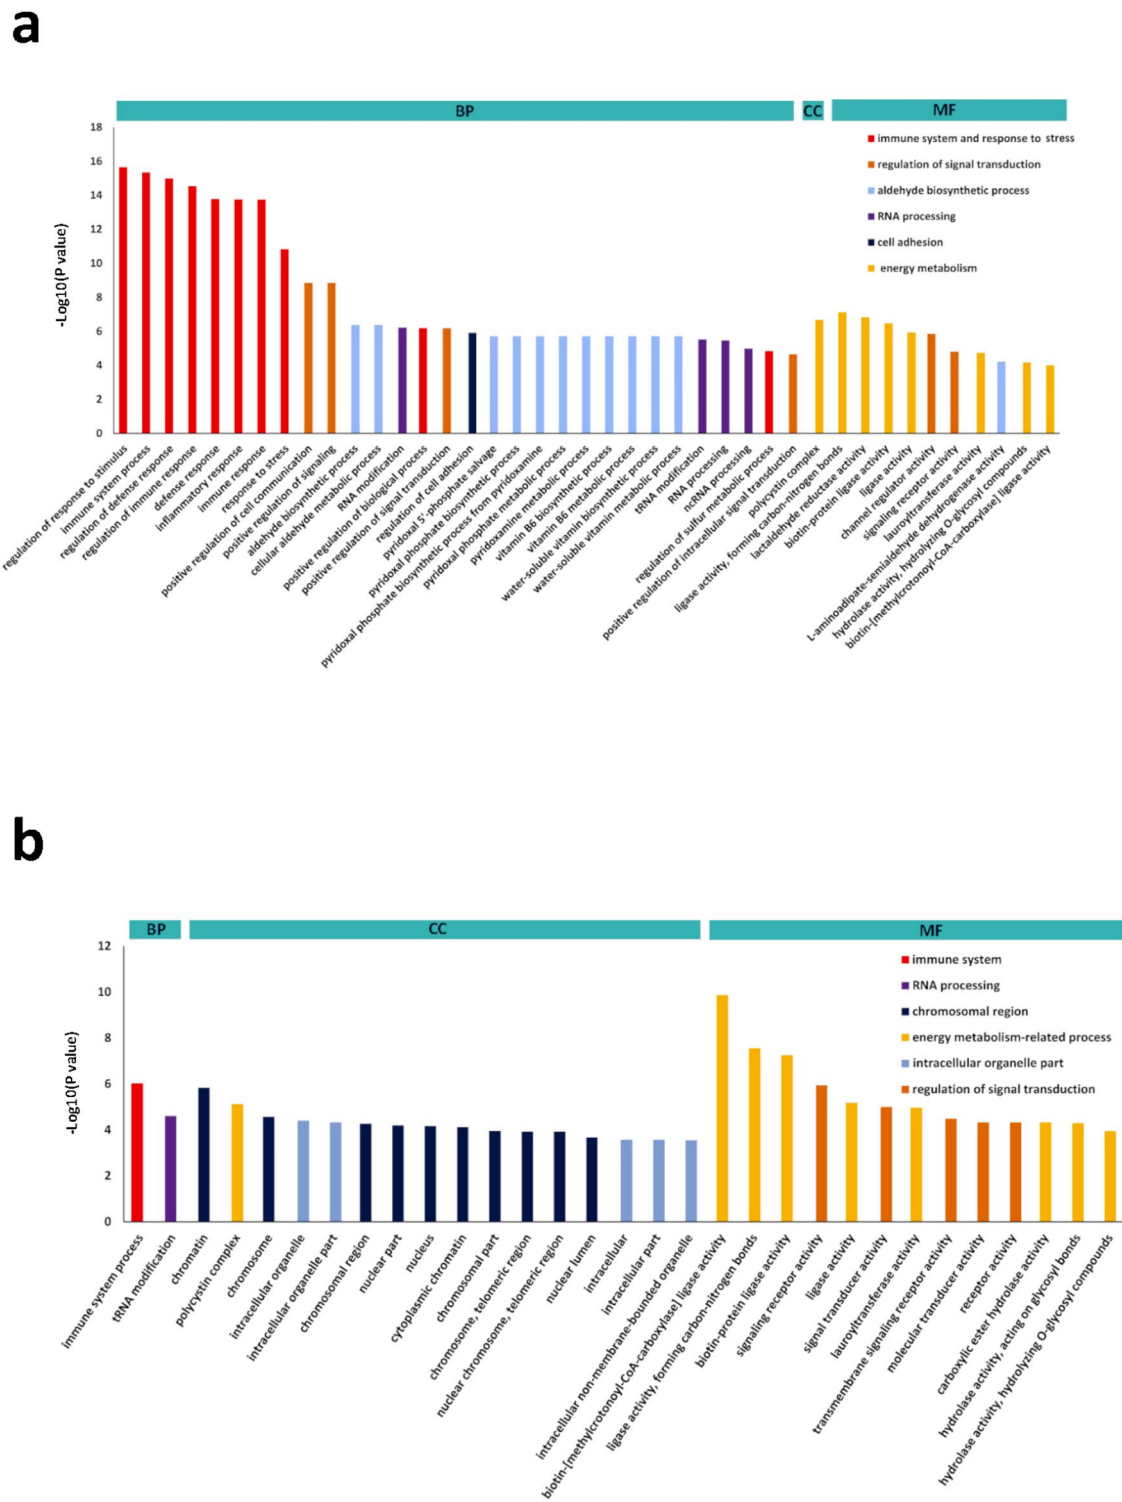 a
BP CC MF
18
16
14
12
10
8
6
4
2
0
-Log10(P value)
immune system and response to stress
regulation of signal transduction
aldehyde biosynthetic process
RNA processing
cell adhesion
energy metabolism
regulation of response to stimulus
immune system process
regulation of defense response
regulation of immune response
defense response
inflammatory response
immune response
response to stress
positive regulation of cell communication
positive regulation of signaling
aldehyde biosynthetic process
cellular aldehyde metabolic process
RNA modification
positive regulation of biological process
positive regulation of signal transduction
regulation of cell adhesion
pyridoxal 5'-phosphate salvage
pyridoxal phosphate biosynthetic process
pyridoxal phosphate biosynthetic process from pyridoxamine
pyridoxal phosphate metabolic process
pyridoxamine metabolic process
vitamin B6 biosynthetic process
vitamin B6 metabolic process
water-soluble vitamin biosynthetic process
water-soluble vitamin metabolic process
tRNA modification
RNA processing
ncRNA processing
regulation of sulfur metabolic process
positive regulation of intracellular signal transduction
polycystin complex
ligase activity, forming carbon-nitrogen bonds
lactaldehyde reductase activity
biotin-protein ligase activity
ligase activity
channel regulator activity
signaling receptor activity
lauroyltransferase activity
L-aminoadipate-semialdehyde dehydrogenase activity
hydrolase activity, hydrolyzing O-glycosyl compounds
biotin-[methylcrotonoyl-CoA-carboxylase] ligase activity
b
BP CC MF
12
10
8
6
4
2
0
-Log10(P value)
immune system
RNA processing
chromosomal region
energy metabolism-related process
intracellular organelle part
regulation of signal transduction
immune system process
tRNA modification
chromatin
polycystin complex
chromosome
intracellular organelle
intracellular organelle part
chromosomal region
nuclear part
nucleus
cytoplasmic chromatin
chromosomal part
chromosome, telomeric region
nuclear chromosome, telomeric region
nuclear lumen
intracellular
intracellular part
intracellular non-membrane-bounded organelle
biotin-[methylcrotonoyl-CoA-carboxylase] ligase activity
ligase activity, forming carbon-nitrogen bonds
biotin-protein ligase activity
signaling receptor activity
ligase activity
signal transducer activity
lauroyltransferase activity
transmembrane signaling receptor activity
molecular transducer activity
receptor activity
carboxylic ester hydrolase activity
hydrolase activity, acting on glycosyl bonds
hydrolase activity, hydrolyzing O-glycosyl compounds